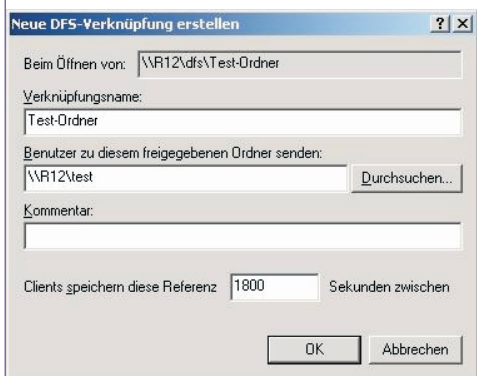 Neue DFS-Verknüpfung erstellen
Beim Öffnen von: \\R12\dfs\Test-Ordner
Verknüpfungsname:
Test-Ordner
Benutzer zu diesem freigegebenen Ordner senden:
\\R12\test
Durchsuchen...
Kommentar:
Clients speichern diese Referenz 1800 Sekunden zwischen
OK Abbrechen